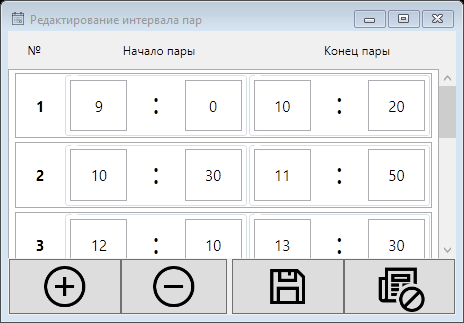 Редактирование интервала пар
№ Начало пары Конец пары
1 9 : 0 10 : 20
2 10 : 30 11 : 50
3 12 : 10 13 : 30